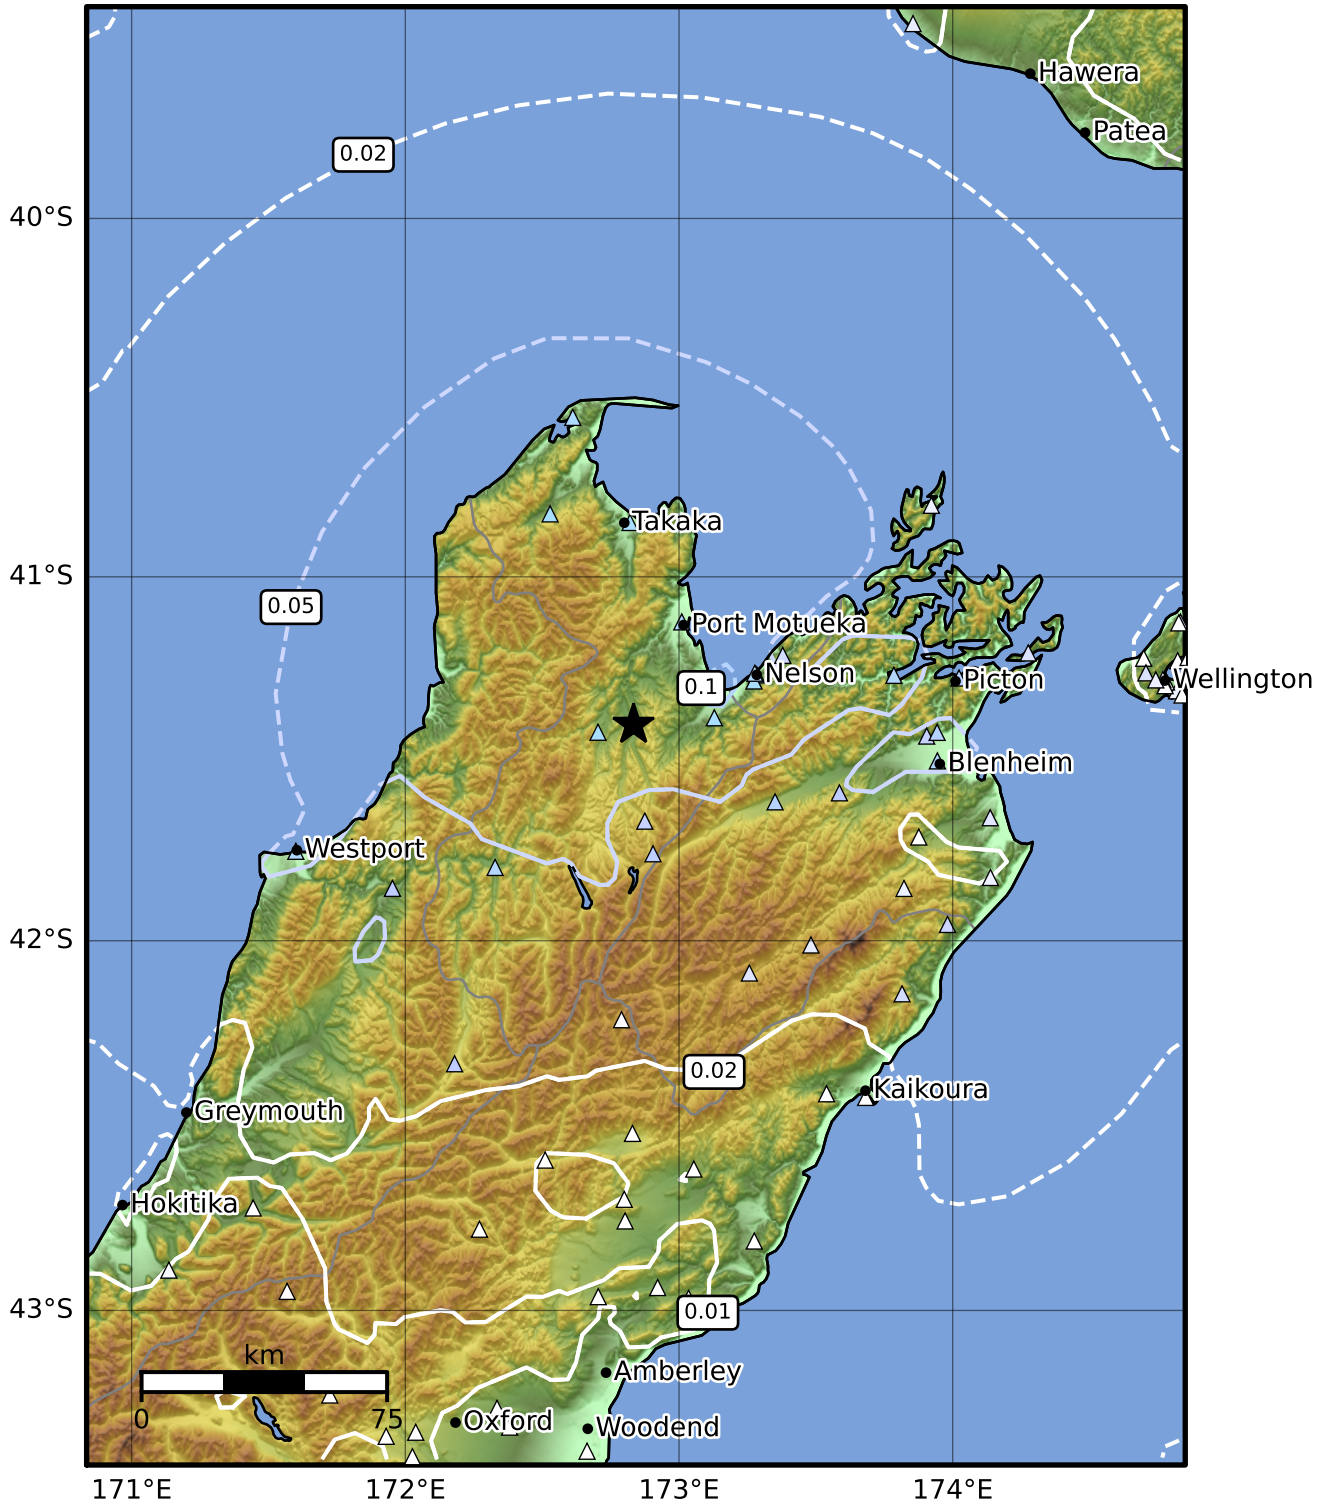 Hawera
Patea
0.02
40°S
Takaka
41°S
0.05
Port Motueka
Nelson
0.1
Picton
Wellington
Blenheim
Westport
42°S
0.02
Kaikoura
Greymouth
Hokitika
43°S
0.01
km
Amberley
0
75
Oxford
Woodend
171°E
172°E
173°E
174°E